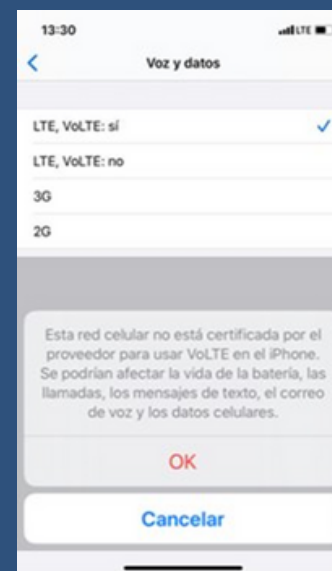 13:30
LTE
Voz y datos
LTE, VoLTE: sí
LTE, VoLTE: no
3G
2G
Esta red celular no está certificada por el
proveedor para usar VoLTE en el iPhone.
Se podrían afectar la vida de la batería, las
llamadas, los mensajes de texto, el correo
de voz y los datos celulares.
OK
Cancelar